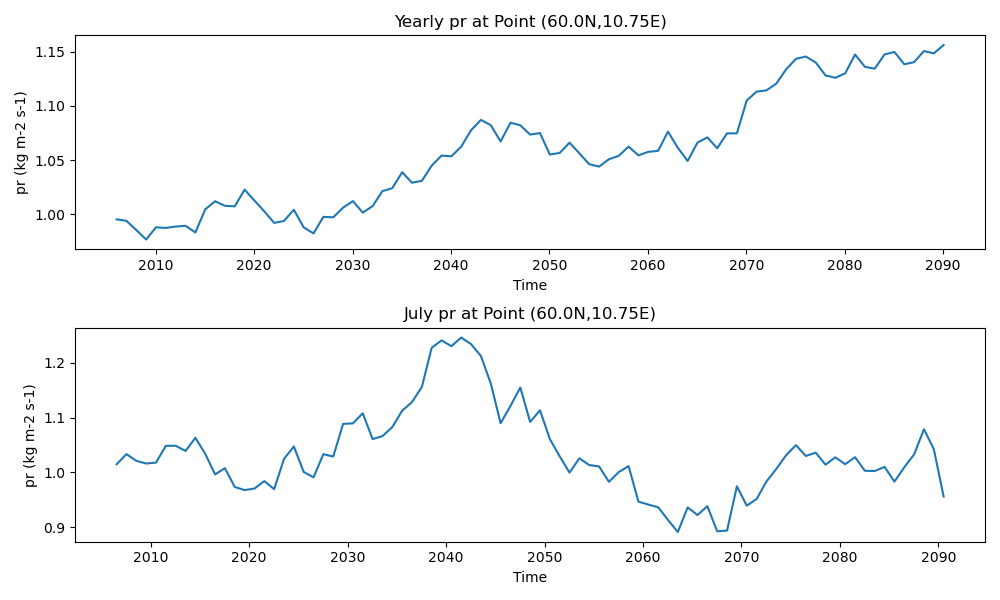 Yearly pr at Point (60.0N,10.75E)
pr (kg m-2 s-1)
1.15
1.10
1.05
1.00
2010 2020 2030 2040 2050 2060 2070 2080 2090
Time
July pr at Point (60.0N,10.75E)
pr (kg m-2 s-1)
1.2
1.1
1.0
0.9
2010 2020 2030 2040 2050 2060 2070 2080 2090
Time